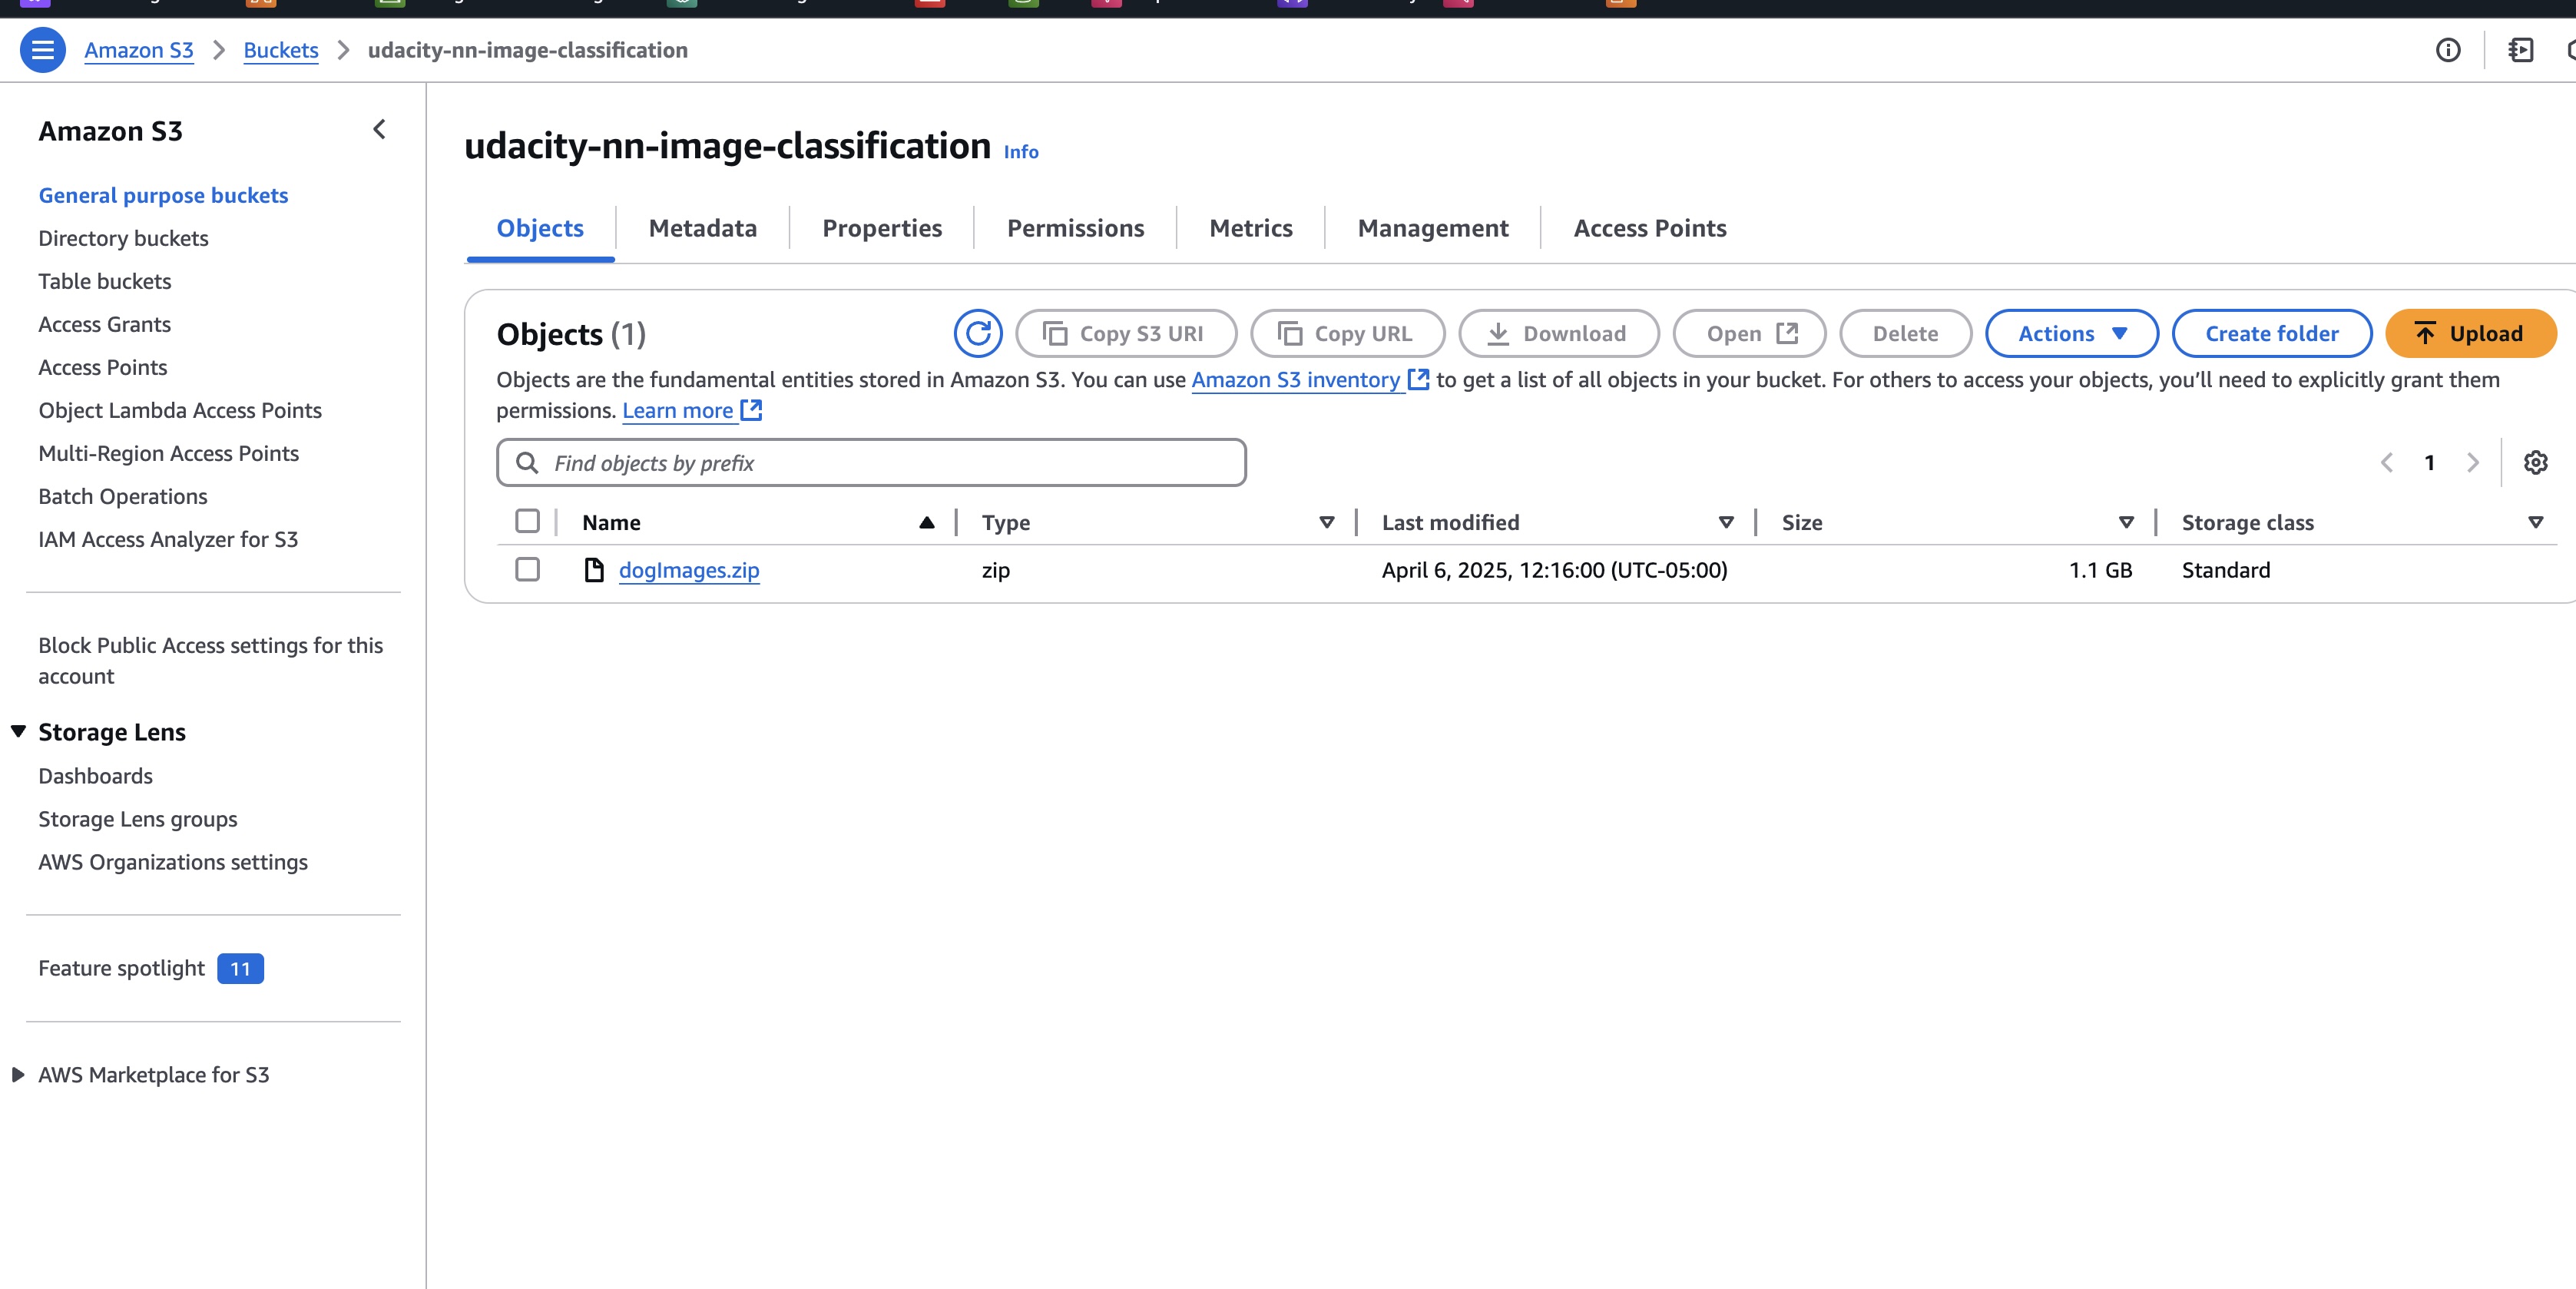 Amazon S3 > Buckets > udacity-nn-image-classification
Amazon S3
General purpose buckets
Directory buckets
Table buckets
Access Grants
Access Points
Object Lambda Access Points
Multi-Region Access Points
Batch Operations
IAM Access Analyzer for S3
Block Public Access settings for this
account
Storage Lens
Dashboards
Storage Lens groups
AWS Organizations settings
Feature spotlight 11
AWS Marketplace for S3
udacity-nn-image-classification Info
Objects Metadata Properties Permissions Metrics Management Access Points
Objects (1) Copy S3 URI Copy URL Download Open Delete Actions Create folder Upload
Objects are the fundamental entities stored in Amazon S3. You can use Amazon S3 inventory to get a list of all objects in your bucket. For others to access your objects, you’ll need to explicitly grant them
permissions. Learn more
Find objects by prefix 1
Name Type Last modified Size Storage class
dogImages.zip zip April 6, 2025, 12:16:00 (UTC-05:00) 1.1 GB Standard